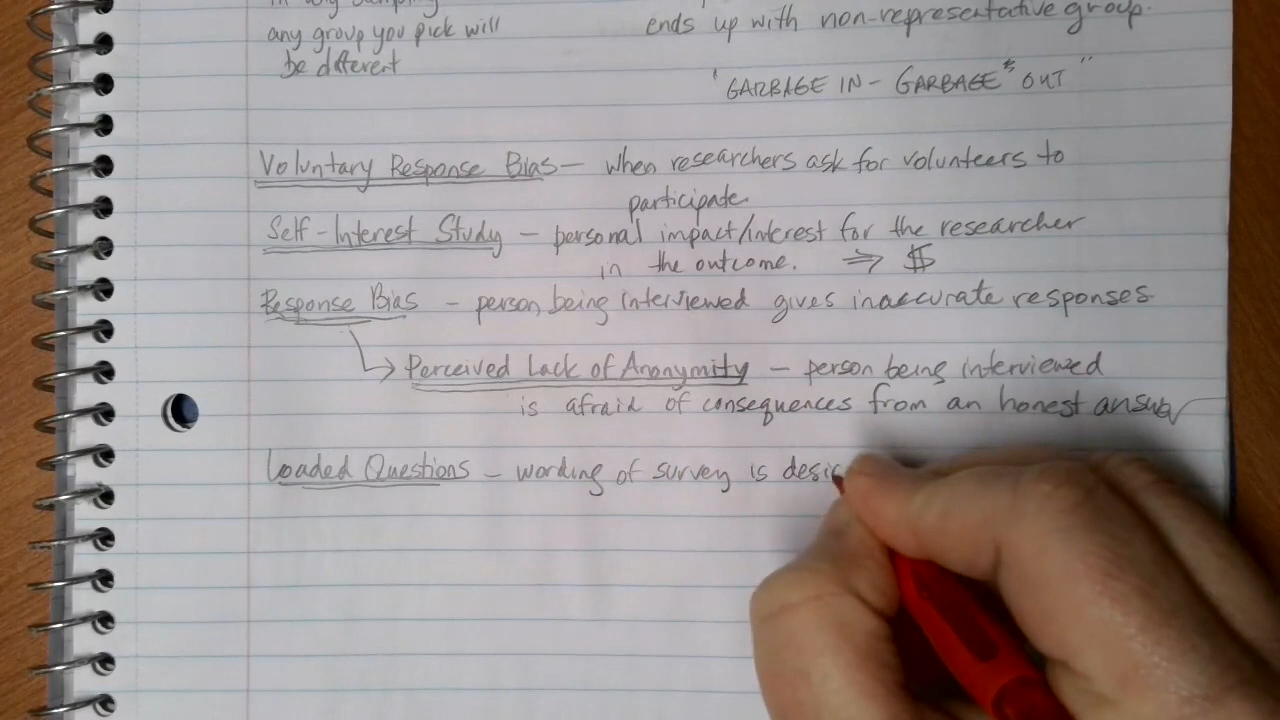 any group you pick will
ends up with non-representative group.
be different
"GARBAGE IN - GARBAGE OUT"
Voluntary Response Bias - when researchers ask for volunteers to
participate.
Self-Interest Study - personal impact/interest for the researcher
in the outcome. ⇒ $
Response Bias - person being interviewed gives inaccurate responses
↳ Perceived Lack of Anonymity - person being interviewed
is afraid of consequences from an honest answer
Loaded Questions - wording of survey is desig